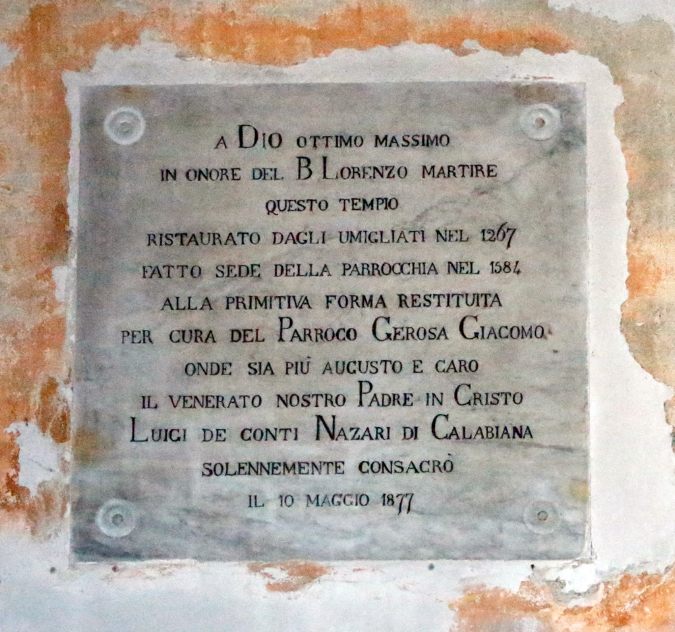 A DIO OTTIMO MASSIMO
IN ONORE DEL B LORENZO MARTIRE
QUESTO TEMPIO
RISTAURATO DAGLI UMIGLIATI NEL 1267
FATTO SEDE DELLA PARROCCHIA NEL 1584
ALLA PRIMITIVA FORMA RESTITUITA
PER CURA DEL PARROCO GEROSA GIACOMO
ONDE SIA PIÚ AUGUSTO E CARO
IL VENERATO NOSTRO PADRE IN CRISTO
LUIGI DE CONTI NAZARI DI CALABIANA
SOLENNEMENTE CONSACRÒ
IL 10 MAGGIO 1877